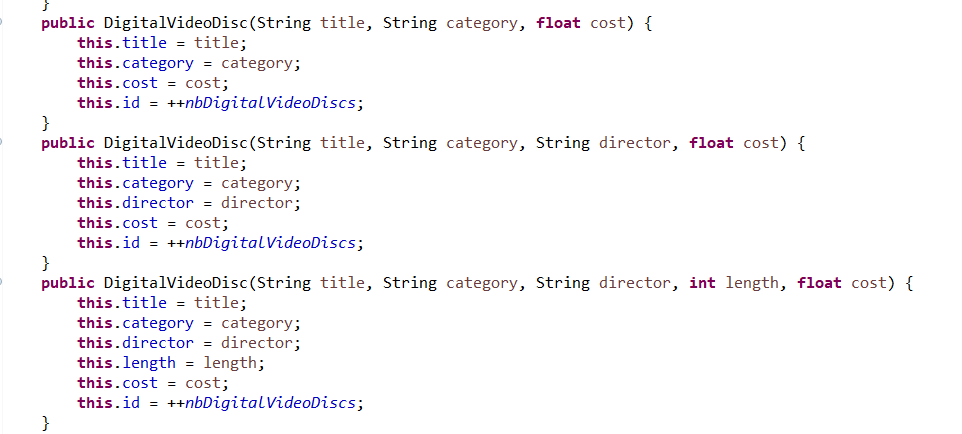 }
public DigitalVideoDisc(String title, String category, float cost) {
this.title = title;
this.category = category;
this.cost = cost;
this.id = ++nbDigitalVideoDiscs;
}
public DigitalVideoDisc(String title, String category, String director, float cost) {
this.title = title;
this.category = category;
this.director = director;
this.cost = cost;
this.id = ++nbDigitalVideoDiscs;
}
public DigitalVideoDisc(String title, String category, String director, int length, float cost) {
this.title = title;
this.category = category;
this.director = director;
this.length = length;
this.cost = cost;
this.id = ++nbDigitalVideoDiscs;
}